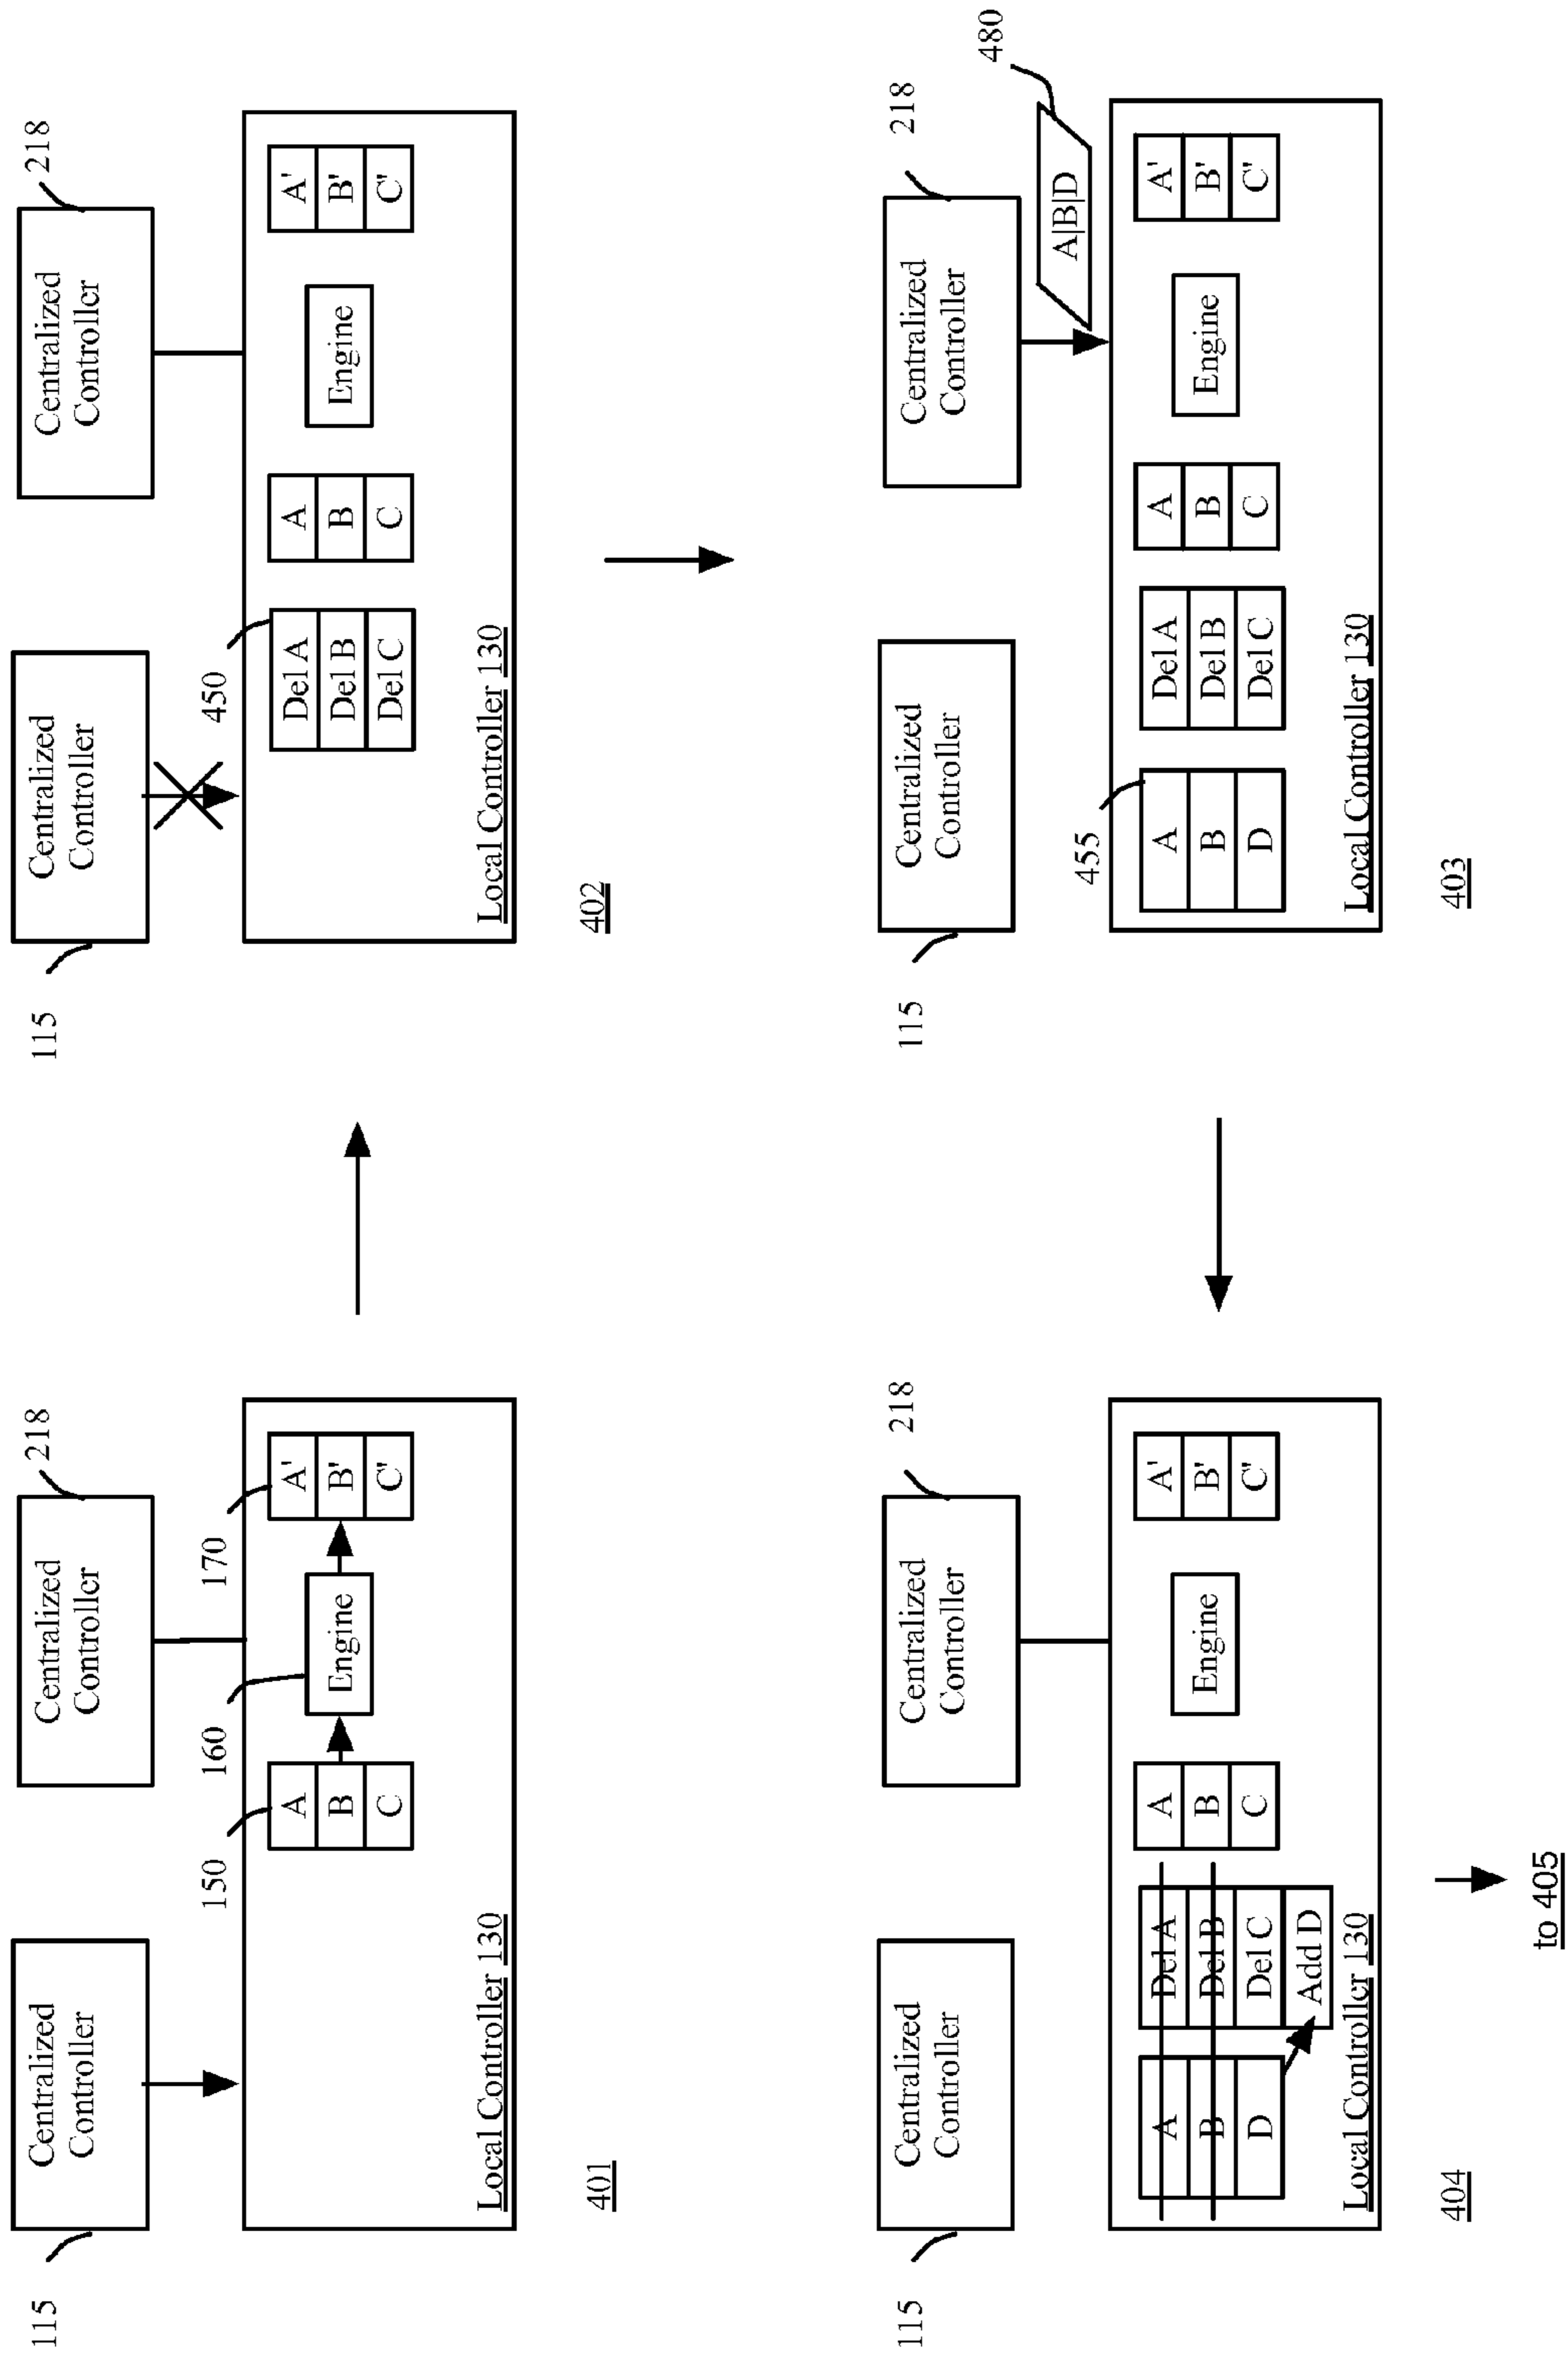 115
Centralized
Controller
Centralized
Controller
218
150
160
170
A
B
C
Engine
A'
B'
C'
Local Controller 130
401
115
Centralized
Controller
Centralized
Controller
218
450
Del A
Del B
Del C
A
B
C
Engine
A'
B'
C'
Local Controller 130
402
115
Centralized
Controller
Centralized
Controller
218
A
B
D
Del A
Del B
Del C
Add D
A
B
C
Engine
A'
B'
C'
Local Controller 130
404
to 405
115
Centralized
Controller
Centralized
Controller
218
480
A|B|D
455
A
B
D
Del A
Del B
Del C
A
B
C
Engine
A'
B'
C'
Local Controller 130
403